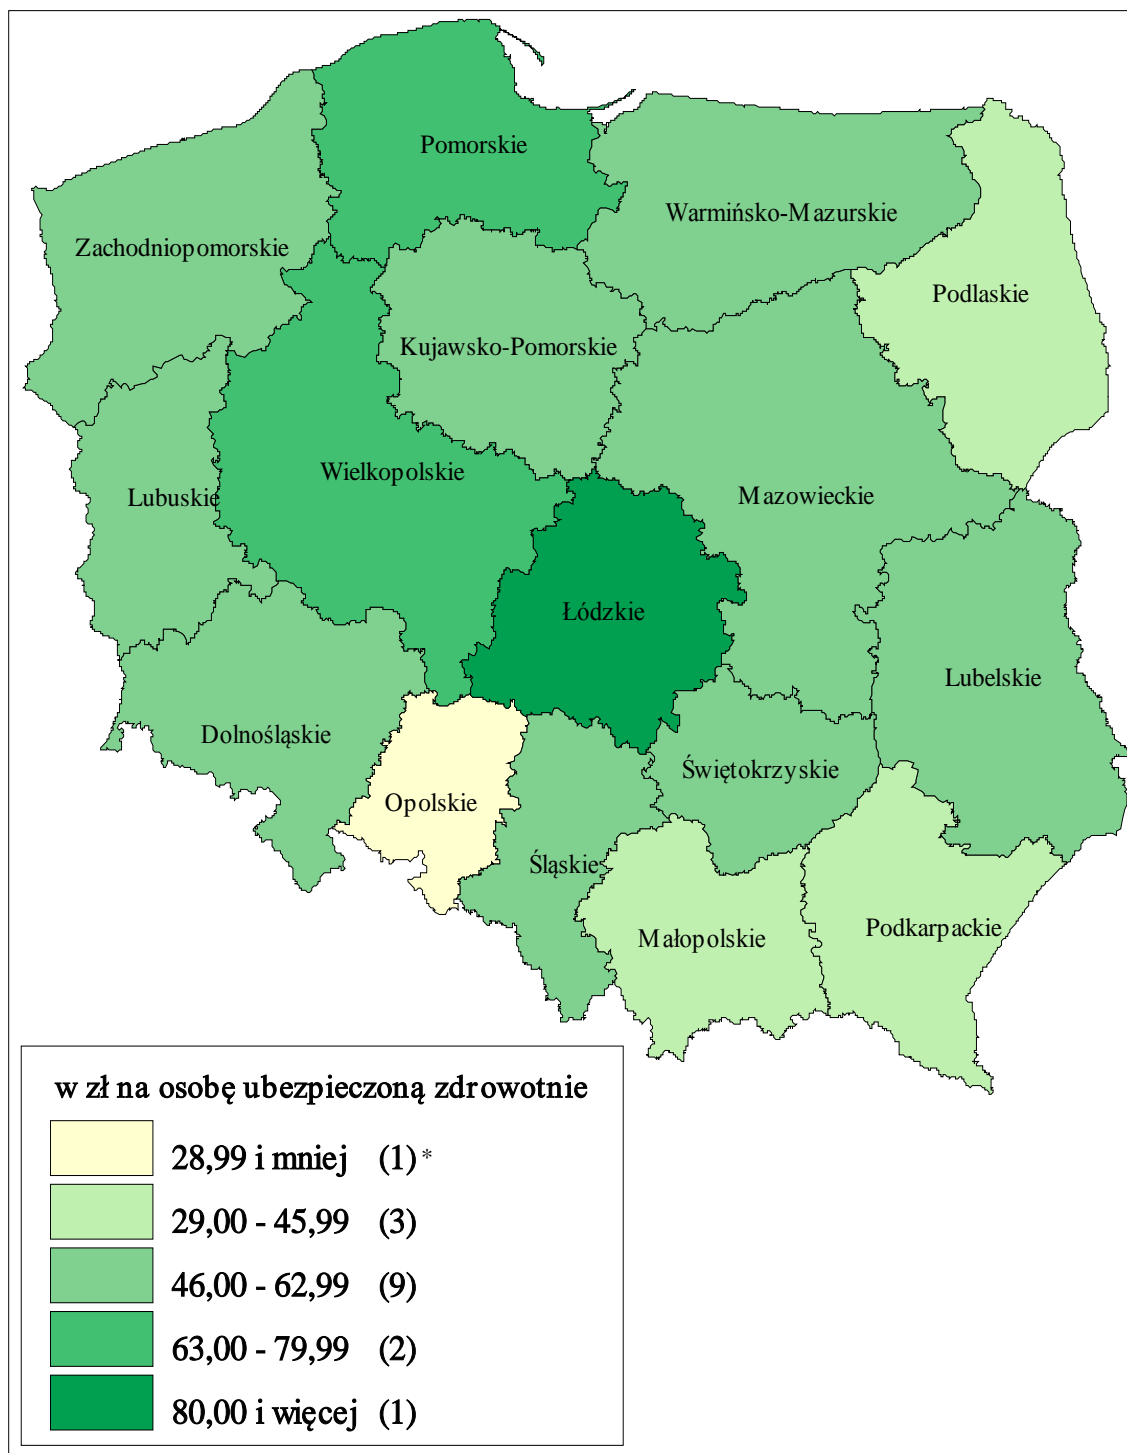 Pomorskie
Warmińsko-Mazurskie
Zachodniopomorskie
Podlaskie
Kujawsko-Pomorskie
Wielkopolskie
Mazowieckie
Lubuskie
Łódzkie
Lubelskie
Dolnośląskie
Świętokrzyskie
Opolskie
Śląskie
Podkarpackie
Małopolskie
w zł na osobę ubezpieczoną zdrowotnie
28,99 i mniej (1)*
29,00 - 45,99 (3)
46,00 - 62,99 (9)
63,00 - 79,99 (2)
80,00 i więcej (1)